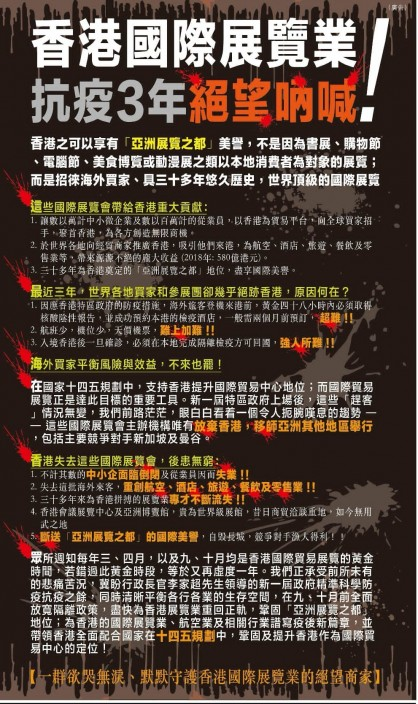 (廣告)
香港國際展覽業
抗疫3年絕望吶喊!
香港之可以享有「亞洲展覽之都」美譽，不是因為書展、購物節
、電腦節、美食博覽或動漫展之類以本地消費者為對象的展覽；
而是招徠海外買家、具三十多年悠久歷史，世界頂級的國際展覽
這些國際展覽會帶給香港重大貢獻：
1. 讓數以萬計中小微企業及數以百萬計的從業員，以香港為貿易平台，向全球買家招
手、聚首香港，為各方創造無限商機。
2. 於世界各地向經貿商家推廣香港，吸引他們來港，為航空、酒店、旅遊、餐飲及零
售業等，帶來源源不絕的龐大收益 (2018年: 580億港元)。
3. 三十多年為香港奠定的「亞洲展覽之都」地位，盡享國際美譽。
最近三年，世界各地買家和參展團卻幾乎絕跡香港，原因何在？
1. 因應香港特區政府的防疫措施，海外旅客登機來港前，黃金四十八小時內必須取得
核酸陰性報告，並成功預約本港的檢疫酒店，一般需兩個月前預訂，超難!!
2. 航班少，機位少，天價機票，難上加難!!
3. 入境香港後一旦確診，必須在本地完成隔離檢疫方可回國，強人所難!!
海外買家平衡風險與效益，不來也罷！
在國家十四五規劃中，支持香港提升國際貿易中心地位；而國際貿易
展覽正是達此目標的重要工具。新一屆特區政府上場後，這些「趕客
」情況無變，我們前路茫茫，眼白白看着一個令人扼腕嘆息的趨勢 —
— 這些國際展覽會主辦機構唯有放棄香港，移師亞洲其他地區舉行
，包括主要競爭對手新加坡及曼谷。
香港失去這些國際展覽會，後患無窮：
1. 不計其數的中小企面臨倒閉及從業員因而失業!!
2. 失去這批海外來客，重創航空、酒店、旅遊、餐飲及零售業!!
3. 三十多年來為香港拼搏的展覽業專才不斷流失!!
4. 香港會議展覽中心及亞洲博覽館，貴為世界級展館，昔日商貿洽談重地，如今無用
武之地
5. 斷送「亞洲展覽之都」的國際美譽，自毀長城，競爭對手漁人得利!!
眾所週知每年三、四月，以及九、十月均是香港國際貿易展覽的黃金
時間，若錯過此黃金時段，等於又再虛度一年。我們正承受前所未有
的悲痛苦況，冀盼行政長官李家超先生領導的新一屆政府精準科學防
疫抗疫之餘，同時清晰平衡各行各業的生存空間，在九、十月前全面
放寬隔離政策，盡快為香港展覽業重回正軌，鞏固「亞洲展覽之都」
地位；為香港的國際展覽業、航空業及相關行業譜寫疫後新篇章，並
帶領香港全面配合國家在十四五規劃中，鞏固及提升香港作為國際貿
易中心的定位！
【一群欲哭無淚、默默守護香港國際展覽業的絕望商家】